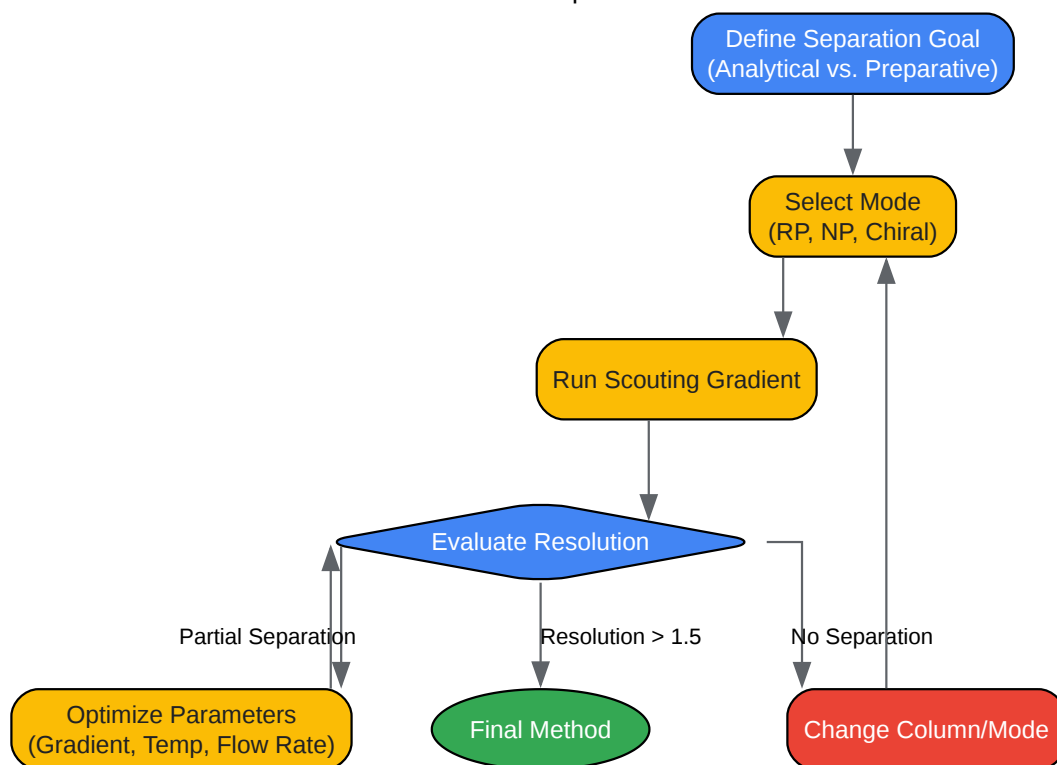 Define Separation Goal
(Analytical vs. Preparative)
Select Mode
(RP, NP, Chiral)
Run Scouting Gradient
Evaluate Resolution
Partial Separation
Resolution > 1.5
No Separation
Optimize Parameters
(Gradient, Temp, Flow Rate)
Final Method
Change Column/Mode